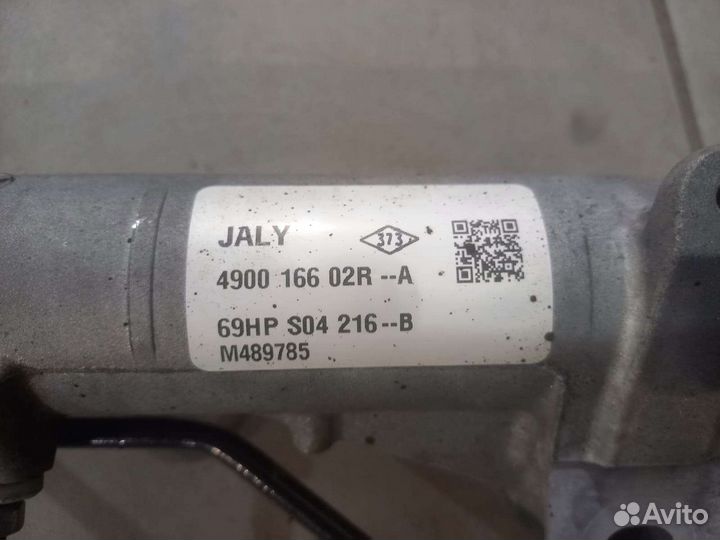 JALY
373
4900 166 02R--A
69HP S04 216--B
M489785
Avito